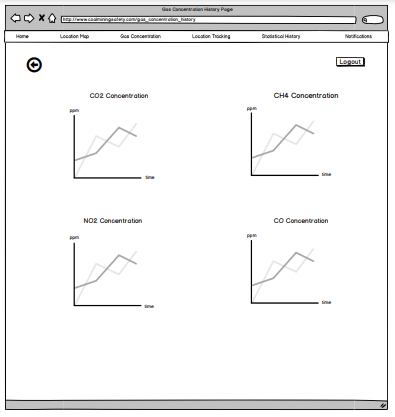 Gas Concentration History Page
http://www.coalminingsafety.com/gas_concentration_history
Home Location Map Gas Concentration Location Tracking Statistical History Notifications
Logout
CO2 Concentration CH4 Concentration
ppm ppm
time time
NO2 Concentration CO Concentration
ppm ppm
time time